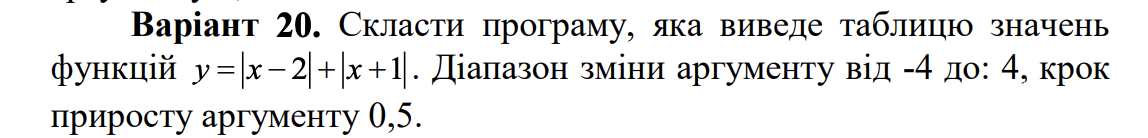 Варіант 20. Скласти програму, яка виведе таблицю значень
функцій y=|x−2|+|x+1|. Діапазон зміни аргументу від -4 до: 4, крок
приросту аргументу 0,5.